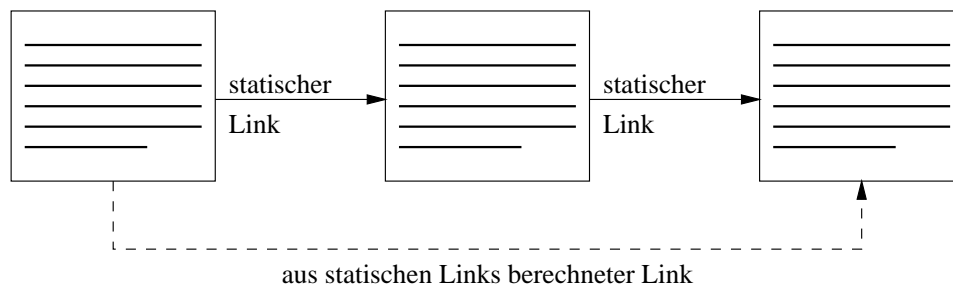 statischer
Link
statischer
Link
aus statischen Links berechneter Link